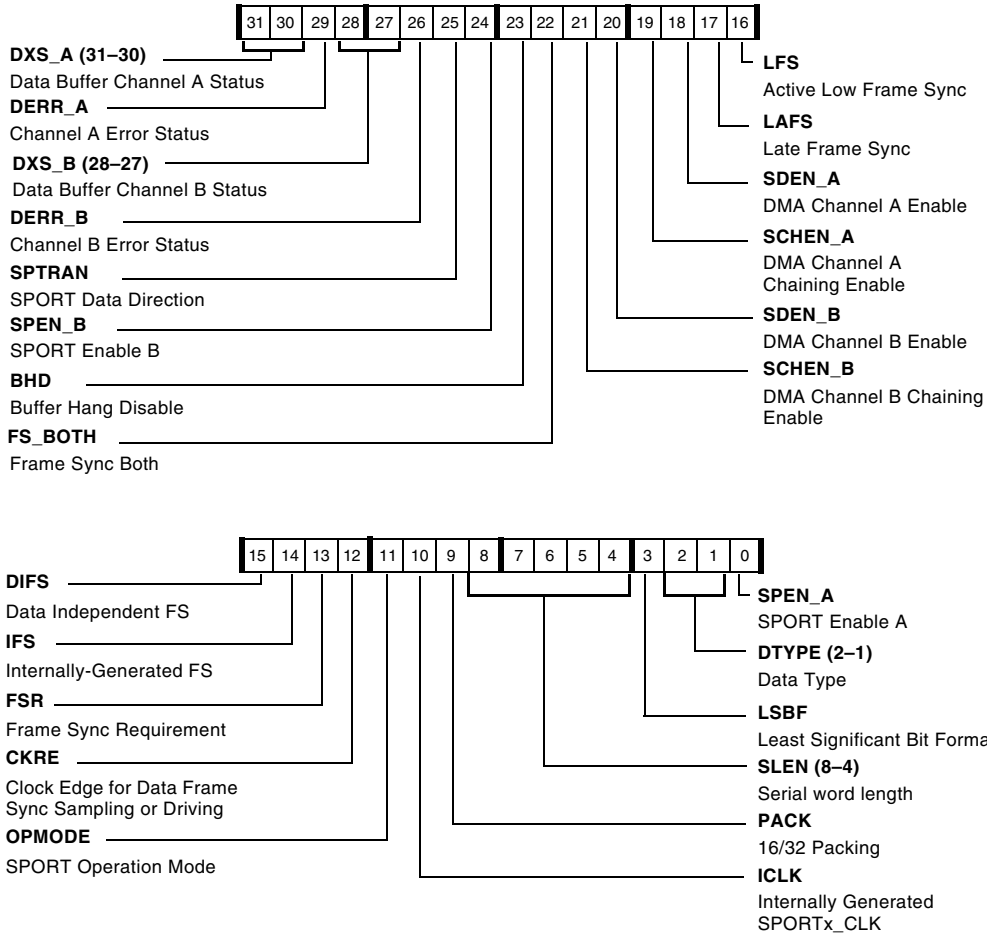 31 30 29 28 27 26 25 24 23 22 21 20 19 18 17 16
DXS_A (31–30)
Data Buffer Channel A Status
DERR_A
Channel A Error Status
DXS_B (28–27)
Data Buffer Channel B Status
DERR_B
Channel B Error Status
SPTRAN
SPORT Data Direction
SPEN_B
SPORT Enable B
BHD
Buffer Hang Disable
FS_BOTH
Frame Sync Both
LFS
Active Low Frame Sync
LAFS
Late Frame Sync
SDEN_A
DMA Channel A Enable
SCHEN_A
DMA Channel A
Chaining Enable
SDEN_B
DMA Channel B Enable
SCHEN_B
DMA Channel B Chaining
Enable
15 14 13 12 11 10 9 8 7 6 5 4 3 2 1 0
DIFS
Data Independent FS
IFS
Internally-Generated FS
FSR
Frame Sync Requirement
CKRE
Clock Edge for Data Frame
Sync Sampling or Driving
OPMODE
SPORT Operation Mode
SPEN_A
SPORT Enable A
DTYPE (2–1)
Data Type
LSBF
Least Significant Bit Forma
SLEN (8–4)
Serial word length
PACK
16/32 Packing
ICLK
Internally Generated
SPORTx_CLK